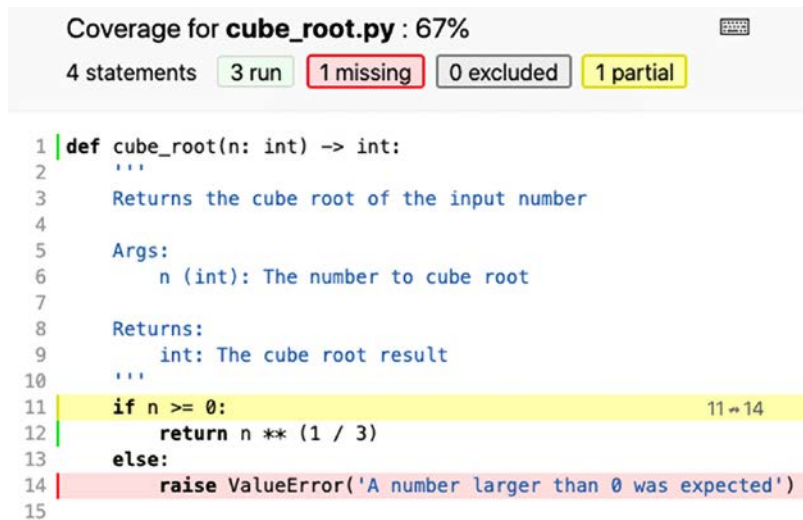 Coverage for cube_root.py : 67%
4 statements 3 run 1 missing 0 excluded 1 partial
1 def cube_root(n: int) -> int:
2 '''
3 Returns the cube root of the input number
4
5 Args:
6 n (int): The number to cube root
7
8 Returns:
9 int: The cube root result
10 '''
11 if n >= 0: 11 ↛ 14
12 return n ** (1 / 3)
13 else:
14 raise ValueError('A number larger than 0 was expected')
15